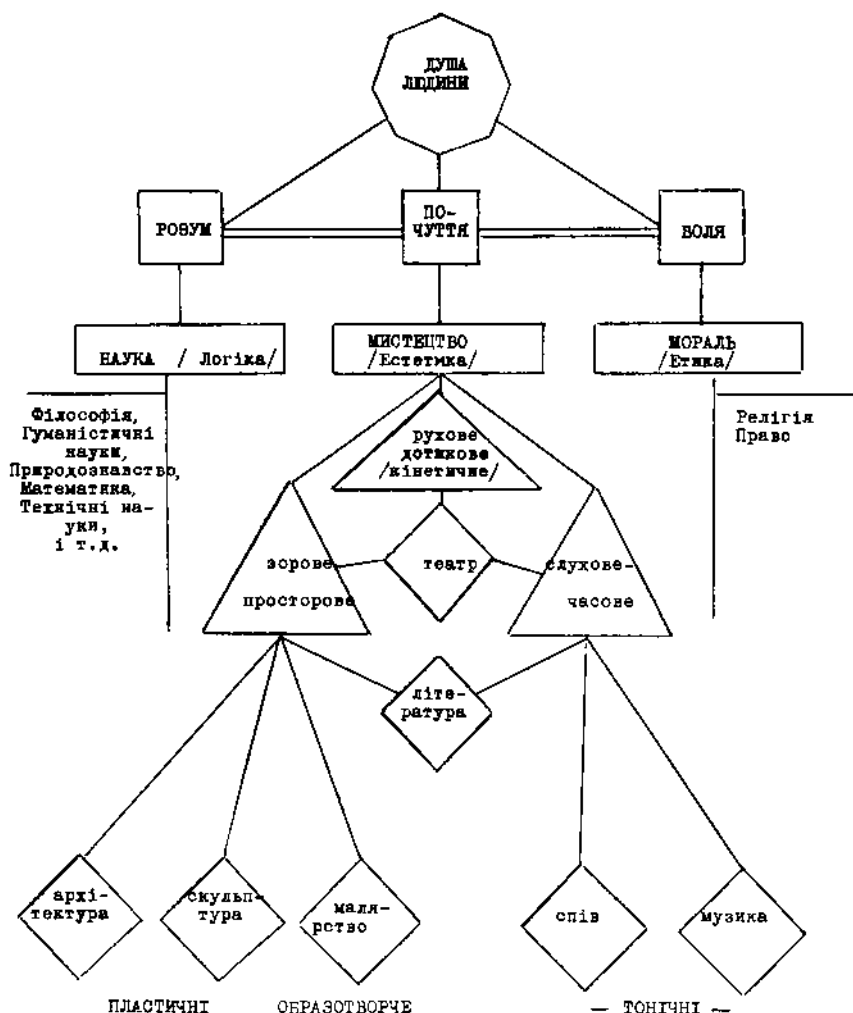 ДУША
ЛЮДИНИ
РОЗУМ
ПО-
ЧУТТЯ
ВОЛЯ
НАУКА / Логіка/
МИСТЕЦТВО
/Естетика/
МОРАЛЬ
/Етика/
Філософія,
Гуманістичні
науки,
Природознавство,
Математика,
Технічні на-
уки,
і т.д.
рухове
дотикове
/кінетичне/
Релігія
Право
зорове
просторове
театр
слухове-
часове
літе-
ратура
архі-
тектура
скульп-
тура
маля-
рство
спів
музика
ПЛАСТИЧНІ ОБРАЗОТВОРЧЕ — ТОНІЧНІ —